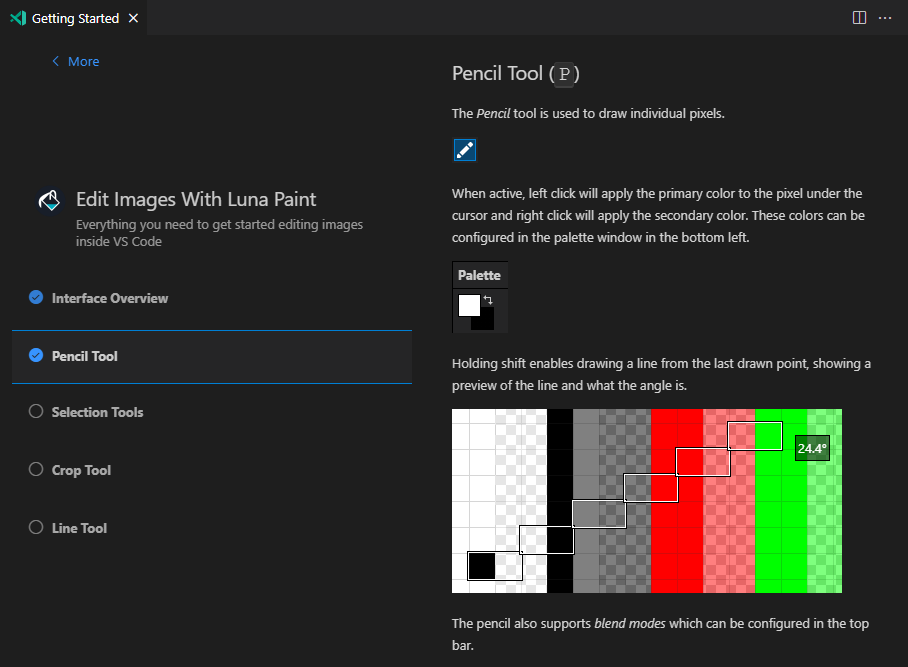 Getting Started
More
Edit Images With Luna Paint
Everything you need to get started editing images
inside VS Code
Interface Overview
Pencil Tool
Selection Tools
Crop Tool
Line Tool
Pencil Tool (P)
The Pencil tool is used to draw individual pixels.
When active, left click will apply the primary color to the pixel under the
cursor and right click will apply the secondary color. These colors can be
configured in the palette window in the bottom left.
Palette
Holding shift enables drawing a line from the last drawn point, showing a
preview of the line and what the angle is.
24.4°
The pencil also supports blend modes which can be configured in the top
bar.